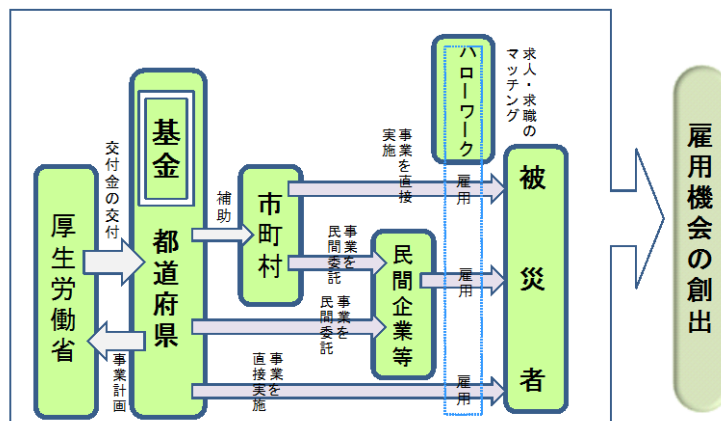 厚生労働省
交付金の交付
事業計画
基金
都道府県
補助
市町村
事業を直接
実施
事業を
民間委託
事業を
民間委託
事業を
直接実施
民間企業等
ハローワーク
求人・求職の
マッチング
雇用
雇用
雇用
被災者
雇用機会の創出